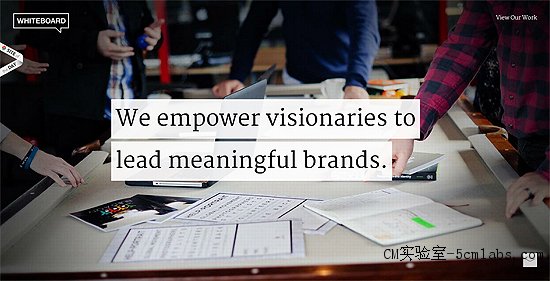 WHITEBOARD
View Our Work
We empower visionaries to
lead meaningful brands.
CM实验室-5cmlabs.com